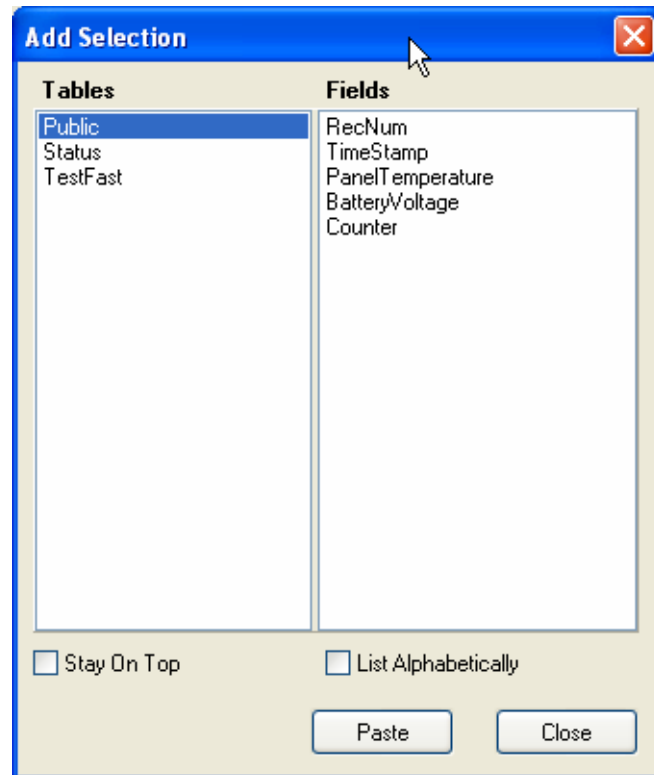 Add Selection
Tables
Fields
Public
Status
TestFast
RecNum
TimeStamp
PanelTemperature
BatteryVoltage
Counter
Stay On Top
List Alphabetically
Paste
Close